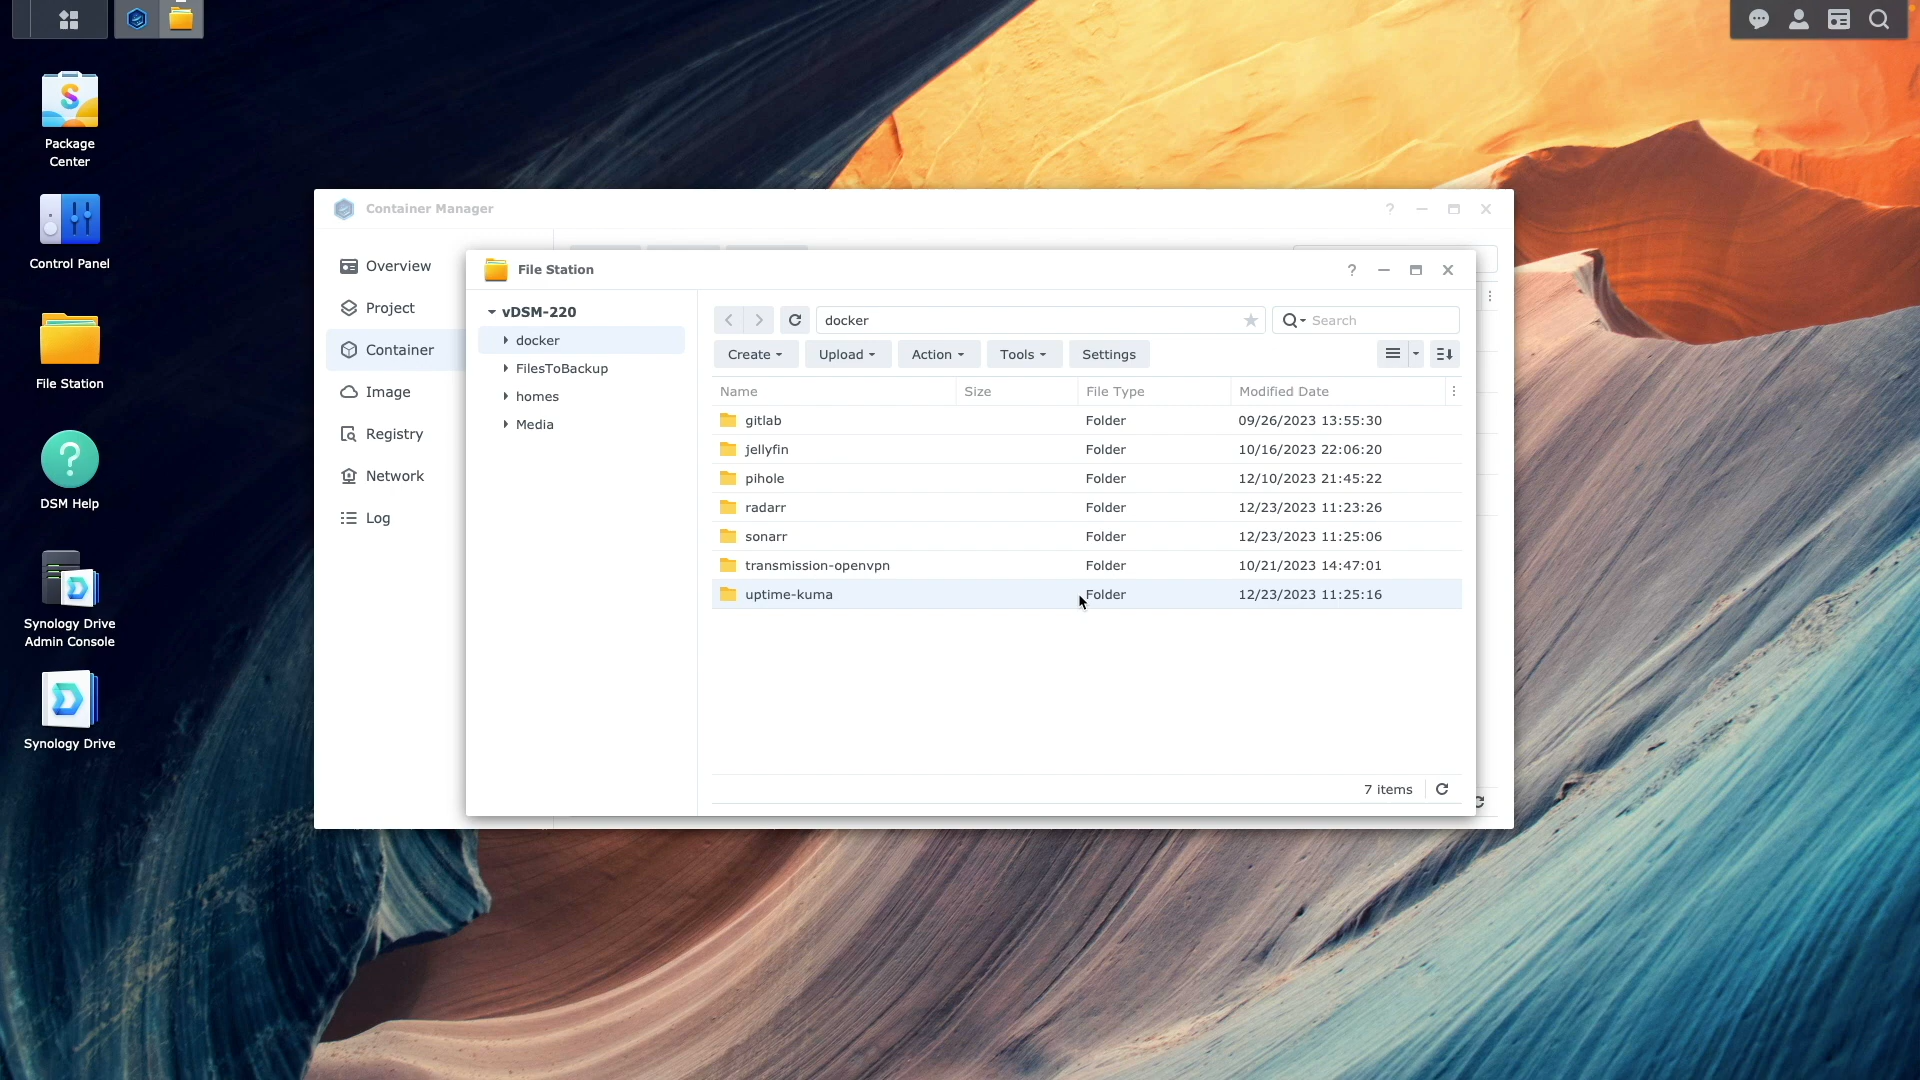 Package
Center
Control Panel
File Station
DSM Help
Synology Drive
Admin Console
Synology Drive
Container Manager
?
Overview
Project
Container
Image
Registry
Network
Log
File Station
?
vDSM-220
docker
FilesToBackup
homes
Media
docker
Search
Create
Upload
Action
Tools
Settings
Name Size File Type Modified Date
gitlab Folder 09/26/2023 13:55:30
jellyfin Folder 10/16/2023 22:06:20
pihole Folder 12/10/2023 21:45:22
radarr Folder 12/23/2023 11:23:26
sonarr Folder 12/23/2023 11:25:06
transmission-openvpn Folder 10/21/2023 14:47:01
uptime-kuma Folder 12/23/2023 11:25:16
7 items